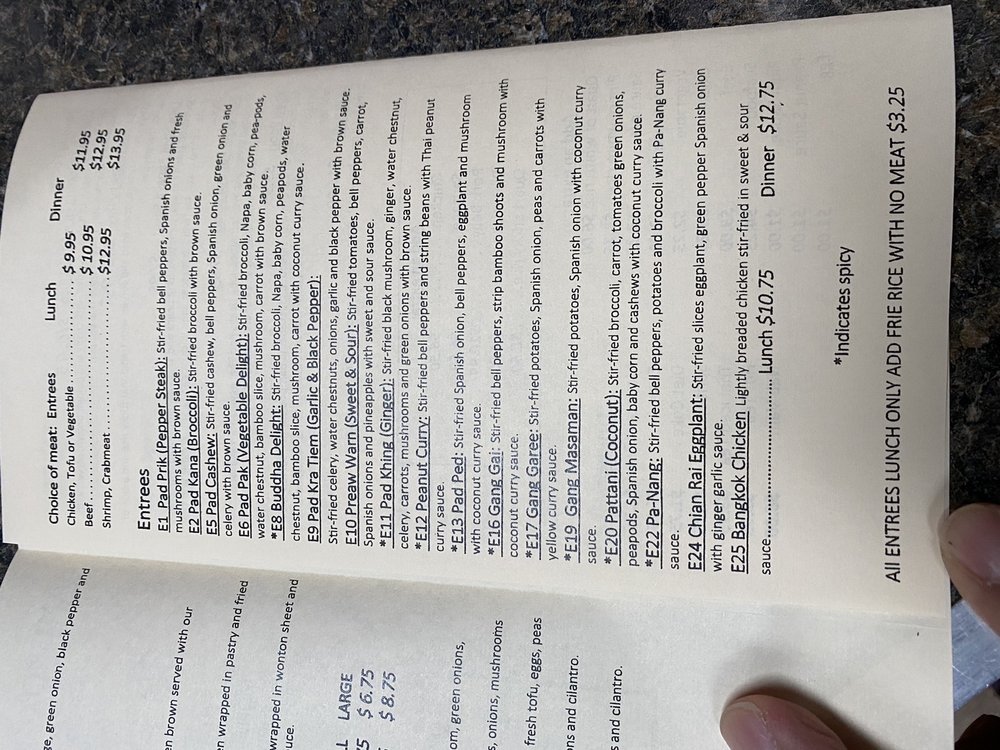 ge, green onion, black pepper and
en brown served with our
en wrapped in pastry and fried
wrapped in wonton sheet and
uce.
LARGE
$ 6.75
$ 8.75
om, green onions,
s, onions, mushrooms
fresh tofu, eggs, peas
ns and cilantro.
s and cilantro.
Choice of meat: Entrees Lunch Dinner
Chicken, Tofu or Vegetable ........................ $ 9.95 $11.95
Beef........................................ $ 10.95 $12.95
Shrimp, Crabmeat........................... $12.95 $13.95
Entrees
E1 Pad Prik (Pepper Steak): Stir-fried bell peppers, Spanish onions and fresh
mushrooms with brown sauce.
E2 Pad Kana (Broccoli): Stir-fried broccoli with brown sauce.
E5 Pad Cashew: Stir-fried cashew, bell peppers, Spanish onion, green onion and
celery with brown sauce.
E6 Pad Pak (Vegetable Delight): Stir-fried broccoli, Napa, baby corn, pea-pods,
water chestnut, bamboo slice, mushroom, carrot with brown sauce.
*E8 Buddha Delight: Stir-fried broccoli, Napa, baby corn, peapods, water
chestnut, bamboo slice, mushroom, carrot with coconut curry sauce.
E9 Pad Kra Tiem (Garlic & Black Pepper):
Stir-fried celery, water chestnuts, onions, garlic and black pepper with brown sauce.
E10 Preaw Warn (Sweet & Sour): Stir-fried tomatoes, bell peppers, carrot,
Spanish onions and pineapples with sweet and sour sauce.
*E11 Pad Khing (Ginger): Stir-fried black mushroom, ginger, water chestnut,
celery, carrots, mushrooms and green onions with brown sauce.
*E12 Peanut Curry: Stir-fried bell peppers and string beans with Thai peanut
curry sauce.
*E13 Pad Ped: Stir-fried Spanish onion, bell peppers, eggplant and mushroom
with coconut curry sauce.
*E16 Gang Gai: Stir-fried bell peppers, strip bamboo shoots and mushroom with
coconut curry sauce.
*E17 Gang Garee: Stir-fried potatoes, Spanish onion, peas and carrots with
yellow curry sauce.
*E19 Gang Masaman: Stir-fried potatoes, Spanish onion with coconut curry
sauce.
*E20 Pattani (Coconut): Stir-fried broccoli, carrot, tomatoes green onions,
peapods, Spanish onion, baby corn and cashews with coconut curry sauce.
*E22 Pa-Nang: Stir-fried bell peppers, potatoes and broccoli with Pa-Nang curry
sauce.
E24 Chian Rai Eggplant: Stir-fried slices eggplant, green pepper Spanish onion
with ginger garlic sauce.
E25 Bangkok Chicken Lightly breaded chicken stir-fried in sweet & sour
sauce........................................ Lunch $10.75 Dinner $12.75
*Indicates spicy
All ENTREES LUNCH ONLY ADD FRIE RICE WITH NO MEAT $3.25